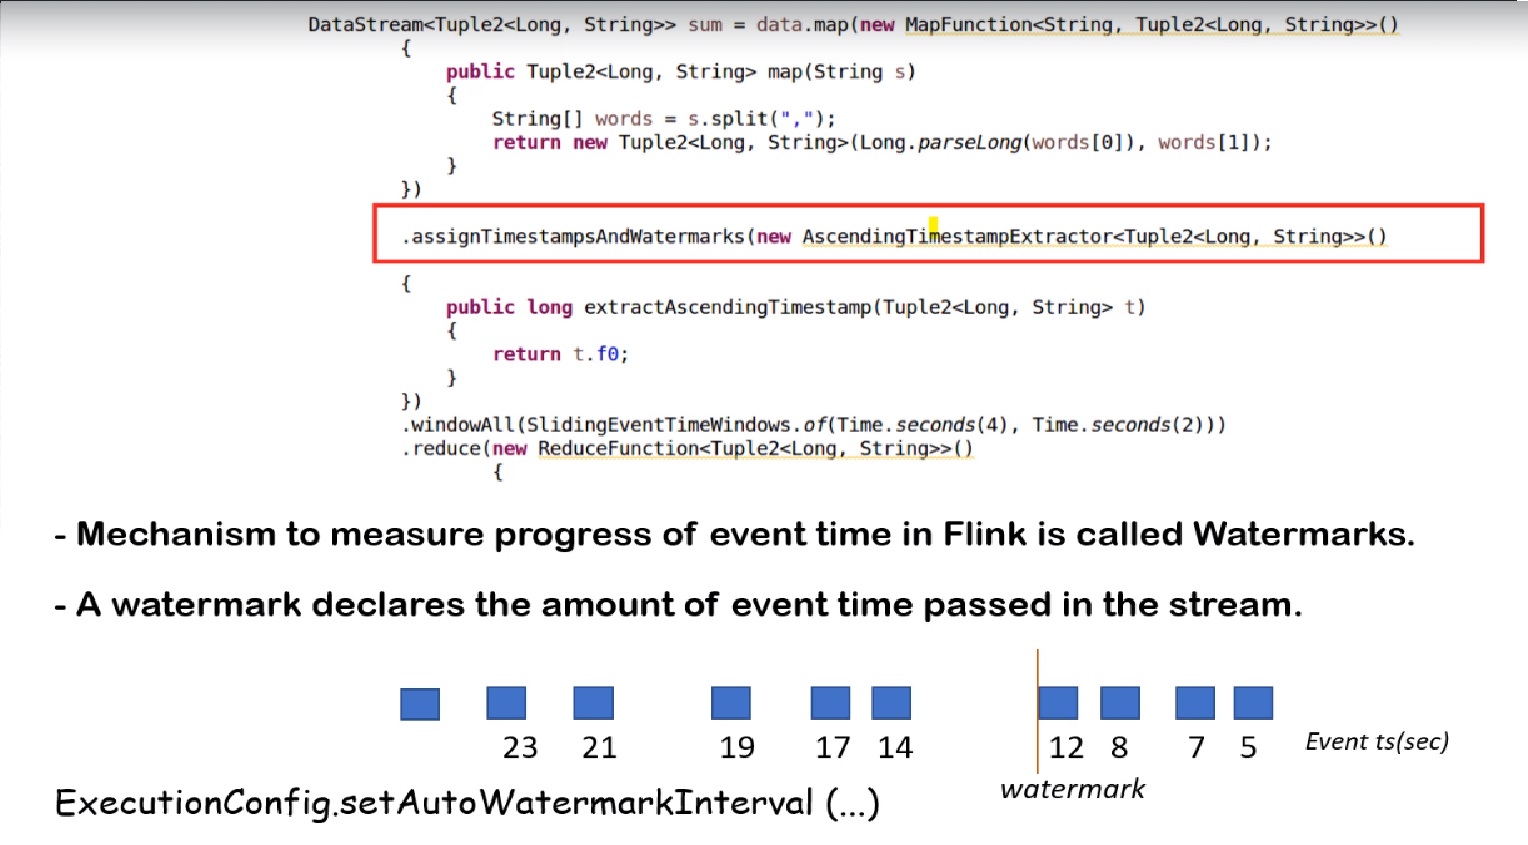 DataStream<Tuple2<Long, String>> sum = data.map(new MapFunction<String, Tuple2<Long, String>>()
{
public Tuple2<Long, String> map(String s)
{
String[] words = s.split(",");
return new Tuple2<Long, String>(Long.parseLong(words[0]), words[1]);
}
})
.assignTimestampsAndWatermarks(new AscendingTimestampExtractor<Tuple2<Long, String>>()
{
public long extractAscendingTimestamp(Tuple2<Long, String> t)
{
return t.f0;
}
})
.windowAll(SlidingEventTimeWindows.of(Time.seconds(4), Time.seconds(2)))
.reduce(new ReduceFunction<Tuple2<Long, String>>()
{
- Mechanism to measure progress of event time in Flink is called Watermarks.
- A watermark declares the amount of event time passed in the stream.
23 21 19 17 14 12 8 7 5 Event ts(sec)
watermark
ExecutionConfig.setAutoWatermarkInterval (...)